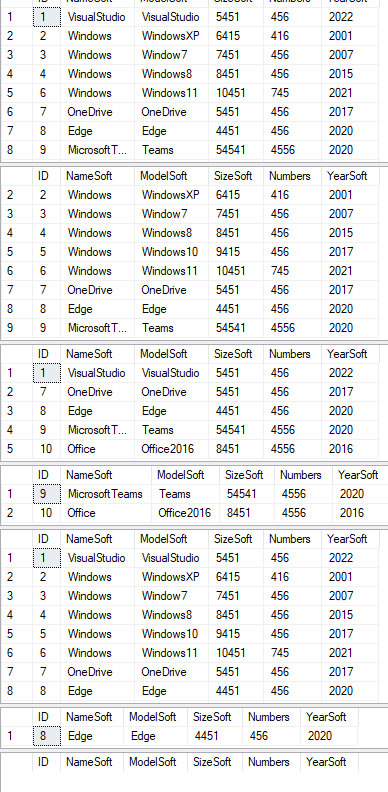 ID NameSoft ModelSoft SizeSoft Numbers YearSoft
1 1 VisualStudio VisualStudio 5451 456 2022
2 2 Windows WindowsXP 6415 416 2001
3 3 Windows Window7 7451 456 2007
4 4 Windows Windows8 8451 456 2015
5 6 Windows Windows11 10451 745 2021
6 7 OneDrive OneDrive 5451 456 2017
7 8 Edge Edge 4451 456 2020
8 9 MicrosoftT... Teams 54541 4556 2020
ID NameSoft ModelSoft SizeSoft Numbers YearSoft
2 2 Windows WindowsXP 6415 416 2001
3 3 Windows Window7 7451 456 2007
4 4 Windows Windows8 8451 456 2015
5 5 Windows Windows10 9415 456 2017
6 6 Windows Windows11 10451 745 2021
7 7 OneDrive OneDrive 5451 456 2017
8 8 Edge Edge 4451 456 2020
9 9 MicrosoftT... Teams 54541 4556 2020
ID NameSoft ModelSoft SizeSoft Numbers YearSoft
1 1 VisualStudio VisualStudio 5451 456 2022
2 7 OneDrive OneDrive 5451 456 2017
3 8 Edge Edge 4451 456 2020
4 9 MicrosoftT... Teams 54541 4556 2020
5 10 Office Office2016 8451 4556 2016
ID NameSoft ModelSoft SizeSoft Numbers YearSoft
1 9 MicrosoftTeams Teams 54541 4556 2020
2 10 Office Office2016 8451 4556 2016
ID NameSoft ModelSoft SizeSoft Numbers YearSoft
1 1 VisualStudio VisualStudio 5451 456 2022
2 2 Windows WindowsXP 6415 416 2001
3 3 Windows Window7 7451 456 2007
4 4 Windows Windows8 8451 456 2015
5 5 Windows Windows10 9415 456 2017
6 6 Windows Windows11 10451 745 2021
7 7 OneDrive OneDrive 5451 456 2017
8 8 Edge Edge 4451 456 2020
ID NameSoft ModelSoft SizeSoft Numbers YearSoft
1 8 Edge Edge 4451 456 2020
ID NameSoft ModelSoft SizeSoft Numbers YearSoft